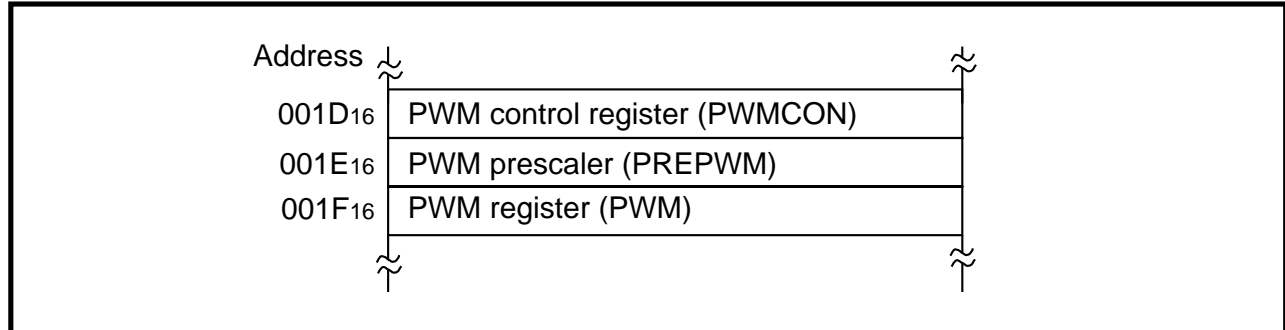 Address
001D16 PWM control register (PWMCON)
001E16 PWM prescaler (PREPWM)
001F16 PWM register (PWM)